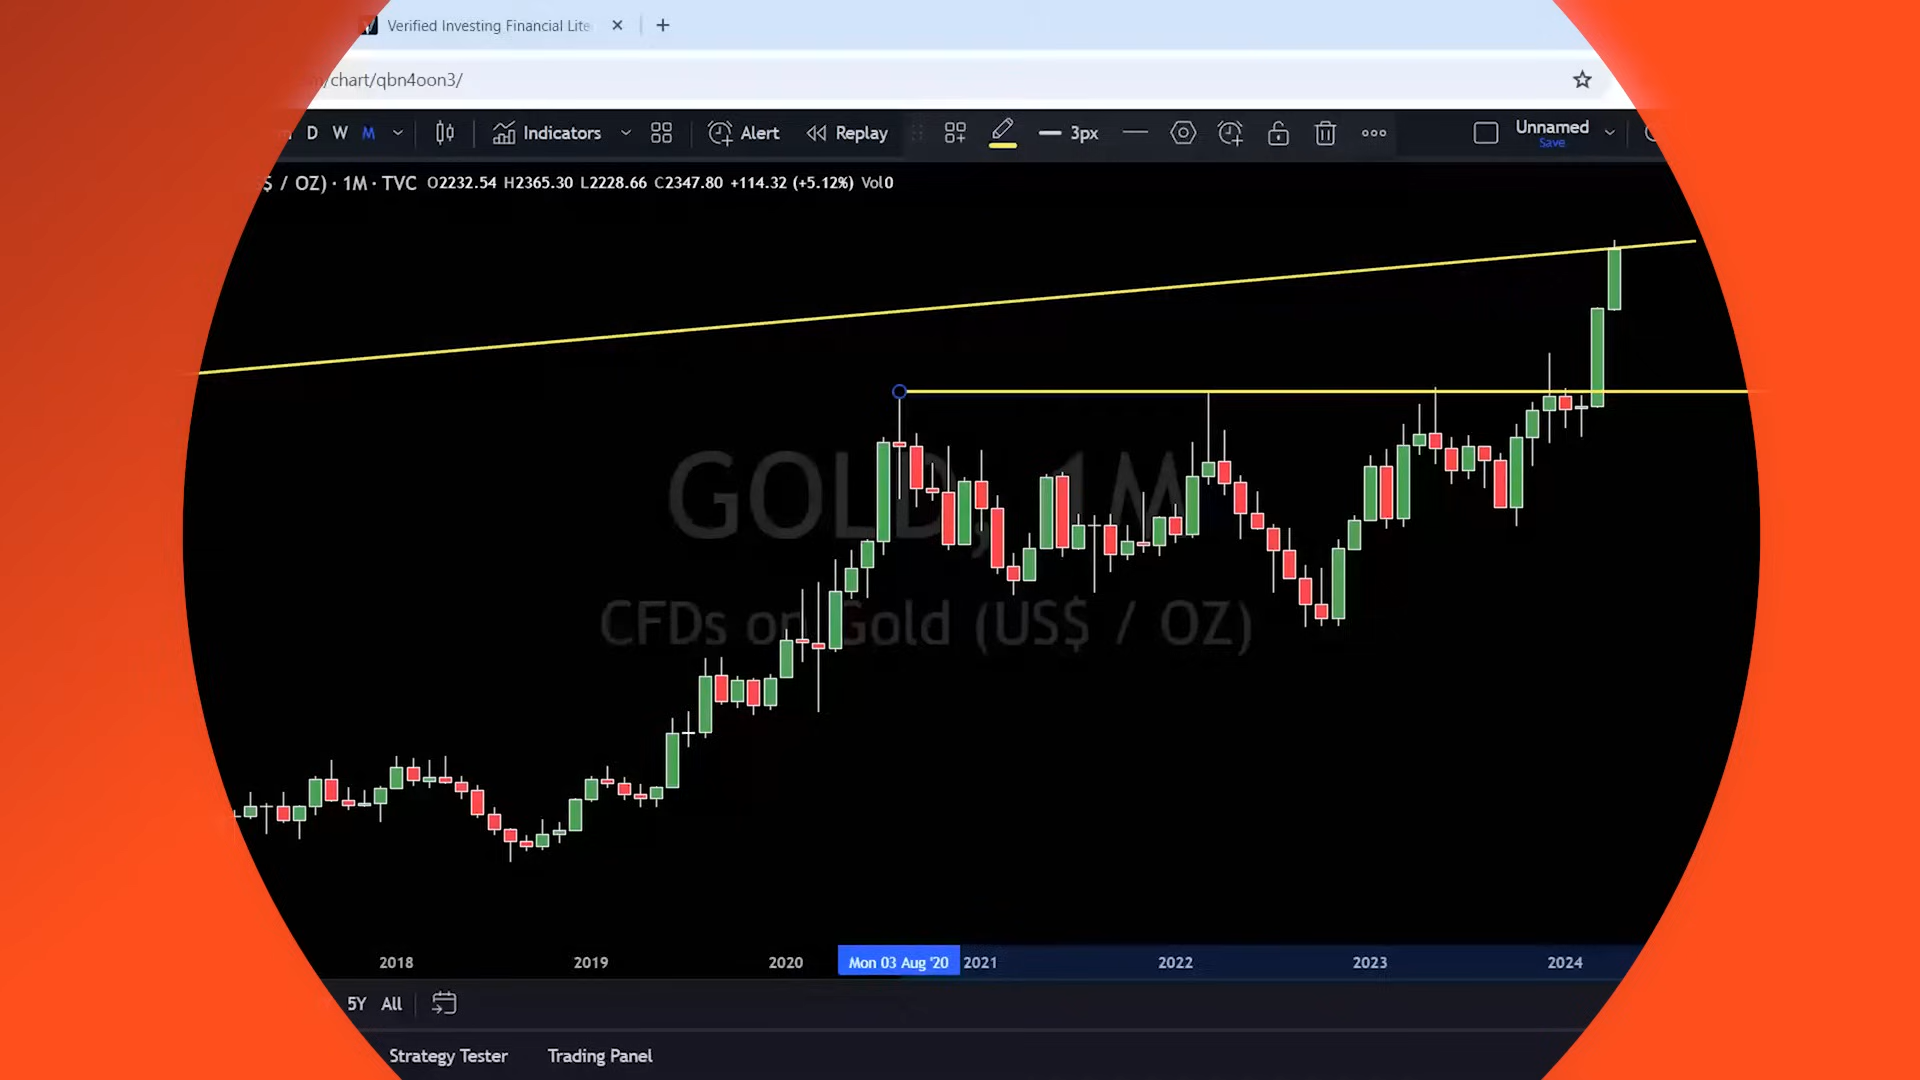 Verified Investing Financial Lite
/chart/qbn4oon3/
D W M Indicators Alert Replay 3px Unnamed
Save
$ / OZ) · 1M · TVC O2232.54 H2365.30 L2228.66 C2347.80 +114.32 (+5.12%) Vol0
GOLD, 1M
CFDs on Gold (US$ / OZ)
2018 2019 2020 Mon 03 Aug '20 2021 2022 2023 2024
5Y All
Strategy Tester Trading Panel